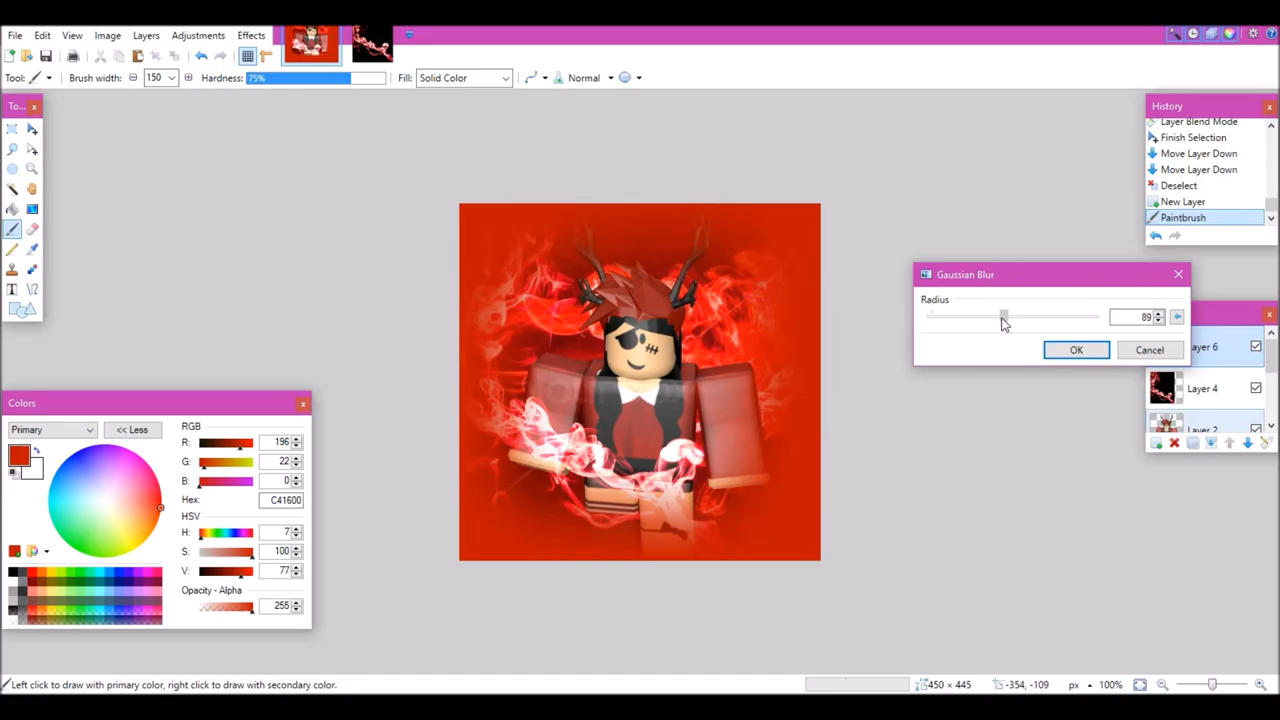 File Edit View Image Layers Adjustments Effects
Tool: Brush width: 150 Hardness: 75% Fill: Solid Color Normal
To...
History
Layer Blend Mode
Finish Selection
Move Layer Down
Move Layer Down
Deselect
New Layer
Paintbrush
Gaussian Blur
Radius
89
OK Cancel
ayer 6
Layer 4
Layer 2
Colors
Primary << Less
RGB
R: 196
G: 22
B: 0
Hex: C41600
HSV
H: 7
S: 100
V: 77
Opacity - Alpha
255
Left click to draw with primary color, right click to draw with secondary color. 450 × 445 -354, -109 px 100%